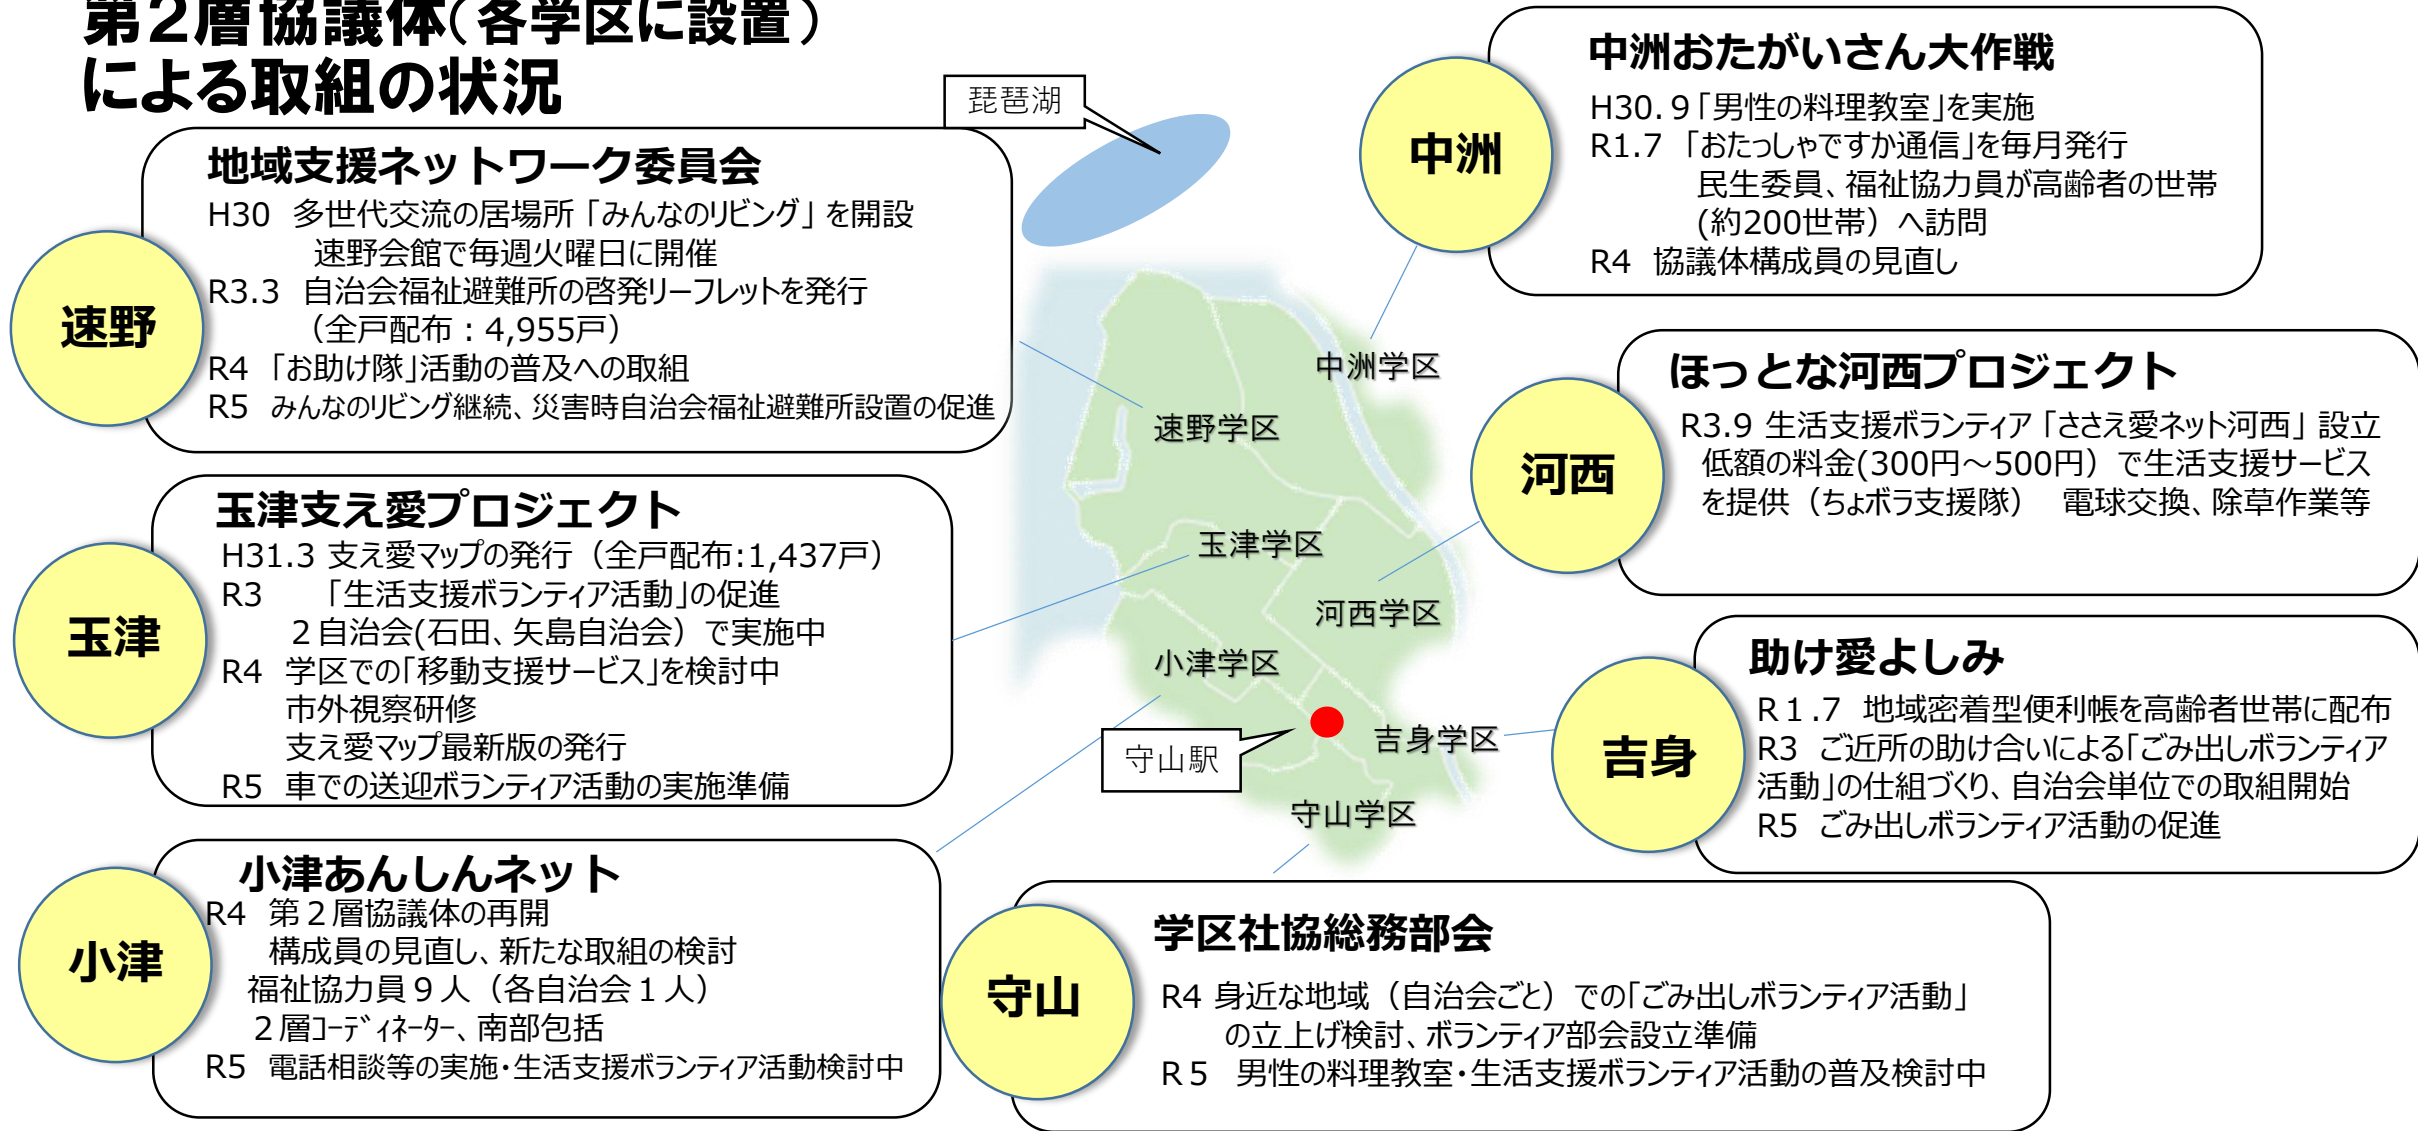 第2層協議体(各学区に設置)
による取組の状況
地域支援ネットワーク委員会
速野
H30 多世代交流の居場所「みんなのリビング」を開設
速野会館で毎週火曜日に開催
R3.3 自治会福祉避難所の啓発リーフレットを発行
（全戸配布：4,955戸）
R4 「お助け隊」活動の普及への取組
R5 みんなのリビング継続、災害時自治会福祉避難所設置の促進
玉津支え愛プロジェクト
玉津
H31.3 支え愛マップの発行（全戸配布:1,437戸）
R3 「生活支援ボランティア活動」の促進
２自治会(石田、矢島自治会）で実施中
R4 学区での「移動支援サービス」を検討中
市外視察研修
支え愛マップ最新版の発行
R5 車での送迎ボランティア活動の実施準備
小津あんしんネット
小津
R4 第２層協議体の再開
構成員の見直し、新たな取組の検討
福祉協力員９人（各自治会１人）
２層ｺｰﾃﾞｨﾈｰﾀｰ、南部包括
R5 電話相談等の実施・生活支援ボランティア活動検討中
琵琶湖
中洲学区
速野学区
玉津学区
河西学区
小津学区
吉身学区
守山駅
守山学区
中洲おたがいさん大作戦
中洲
H30.９「男性の料理教室」を実施
R1.7 「おたっしゃですか通信」を毎月発行
民生委員、福祉協力員が高齢者の世帯
(約200世帯）へ訪問
R4 協議体構成員の見直し
ほっとな河西プロジェクト
河西
R3.9 生活支援ボランティア「ささえ愛ネット河西」設立
低額の料金(300円～500円）で生活支援サービス
を提供（ちょボラ支援隊） 電球交換、除草作業等
助け愛よしみ
吉身
R１.7 地域密着型便利帳を高齢者世帯に配布
R3 ご近所の助け合いによる「ごみ出しボランティア
活動」の仕組づくり、自治会単位での取組開始
R5 ごみ出しボランティア活動の促進
学区社協総務部会
守山
R4 身近な地域（自治会ごと）での「ごみ出しボランティア活動」
の立上げ検討、ボランティア部会設立準備
R５ 男性の料理教室・生活支援ボランティア活動の普及検討中